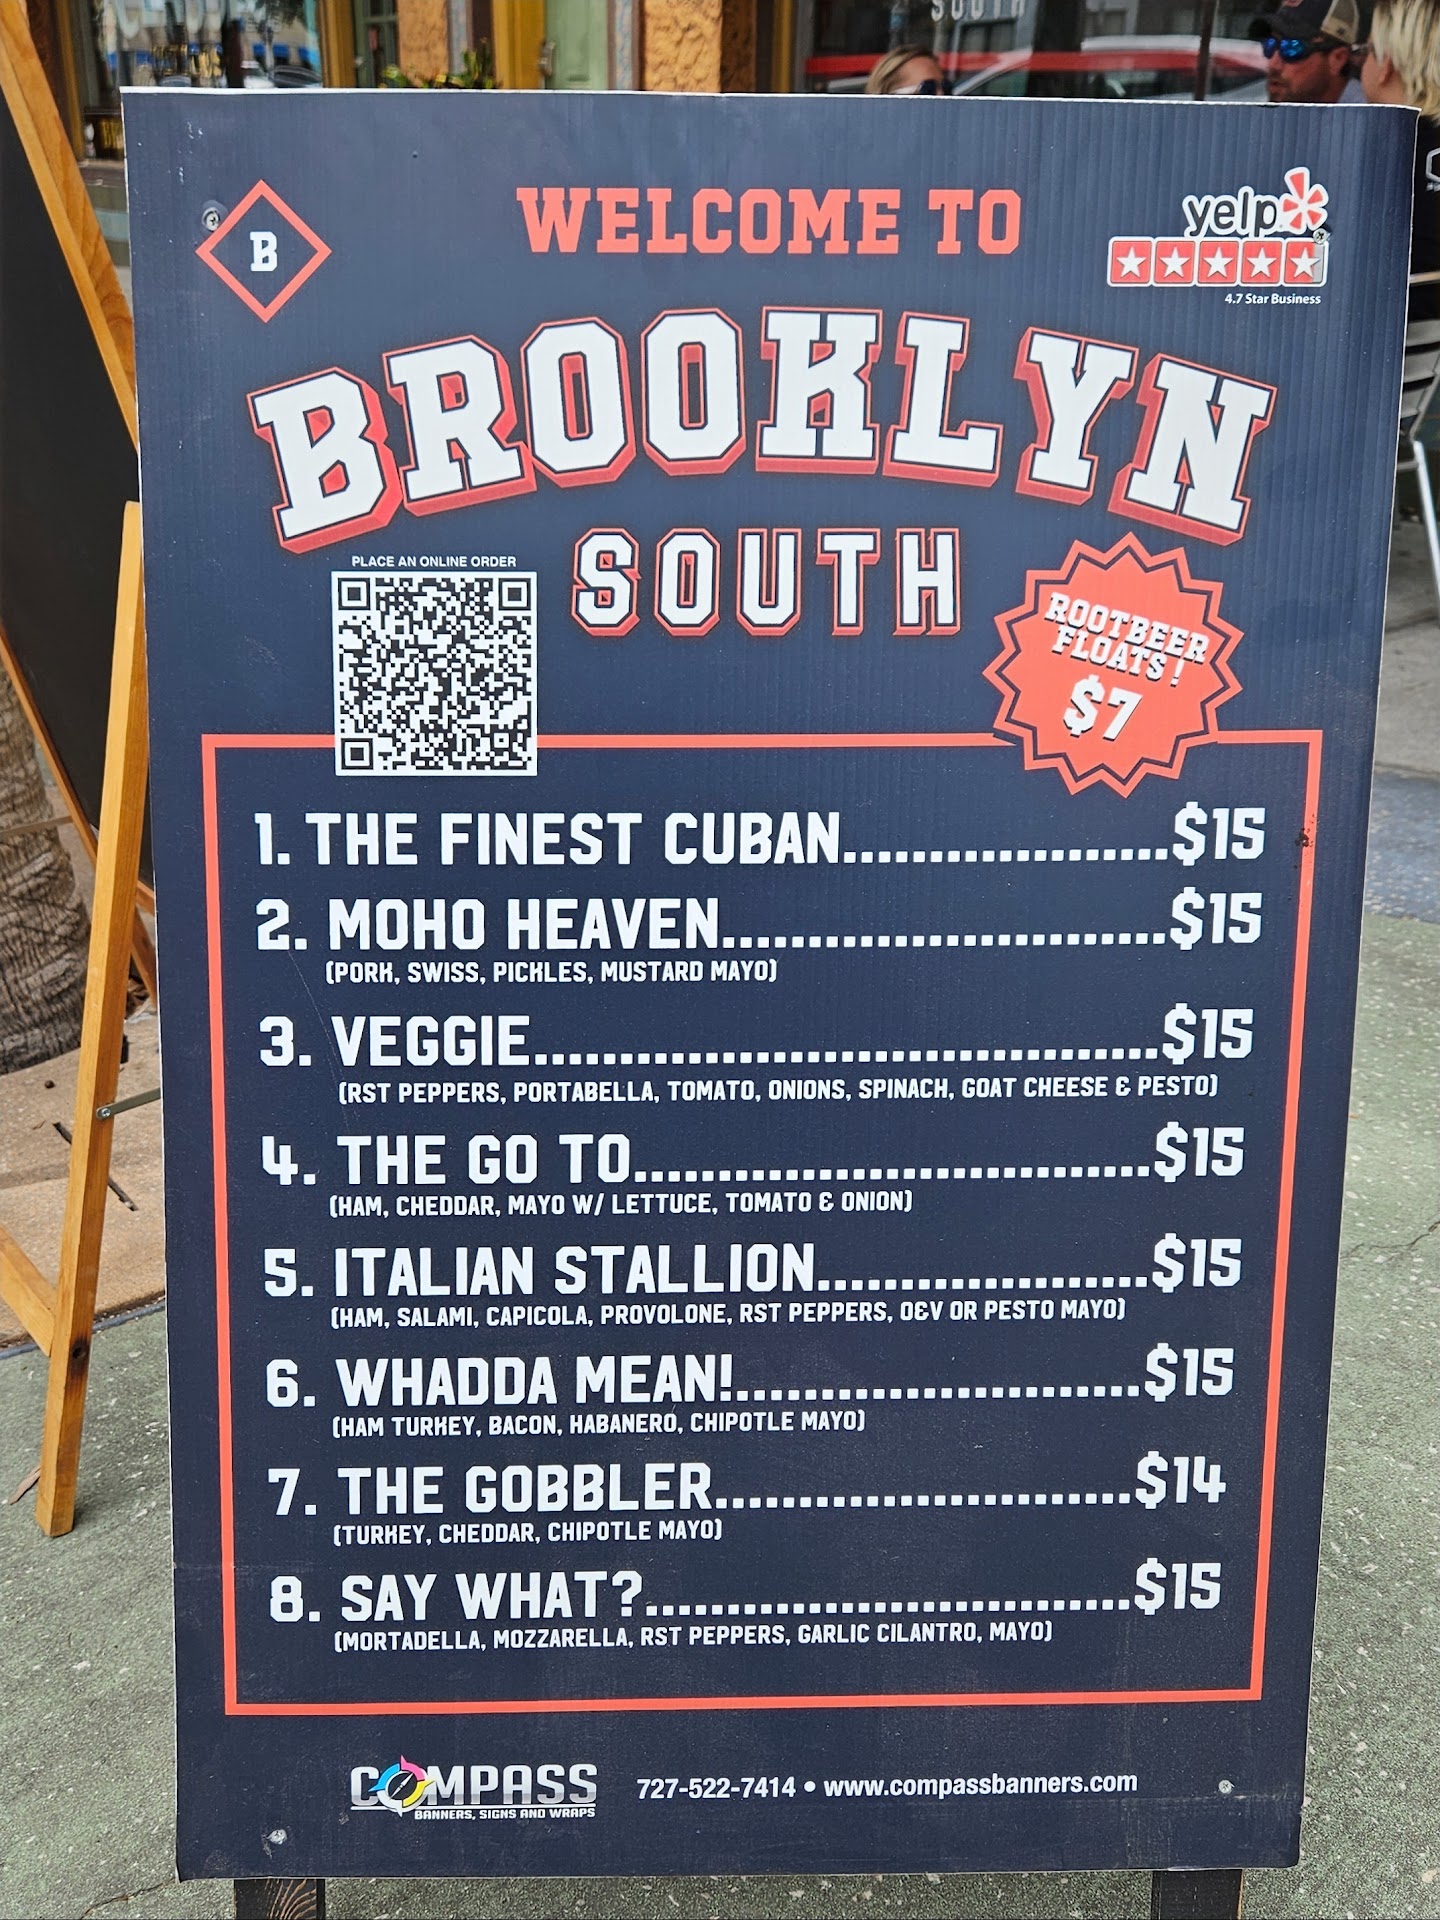 SOUTH
B
WELCOME TO
yelp
4.7 Star Business
BROOKLYN
SOUTH
PLACE AN ONLINE ORDER
ROOTBEER
FLOATS!
$7
1. THE FINEST CUBAN...................$15
2. MOHO HEAVEN..........................$15
(PORK, SWISS, PICKLES, MUSTARD MAYO)
3. VEGGIE.....................................$15
(RST PEPPERS, PORTABELLA, TOMATO, ONIONS, SPINACH, GOAT CHEESE & PESTO)
4. THE GO TO...............................$15
(HAM, CHEDDAR, MAYO W/ LETTUCE, TOMATO & ONION)
5. ITALIAN STALLION....................$15
(HAM, SALAMI, CAPICOLA, PROVOLONE, RST PEPPERS, O&V OR PESTO MAYO)
6. WHADDA MEAN!........................$15
(HAM TURKEY, BACON, HABANERO, CHIPOTLE MAYO)
7. THE GOBBLER.........................$14
(TURKEY, CHEDDAR, CHIPOTLE MAYO)
8. SAY WHAT?.............................$15
(MORTADELLA, MOZZARELLA, RST PEPPERS, GARLIC CILANTRO, MAYO)
COMPASS
BANNERS, SIGNS AND WRAPS
727-522-7414 • www.compassbanners.com